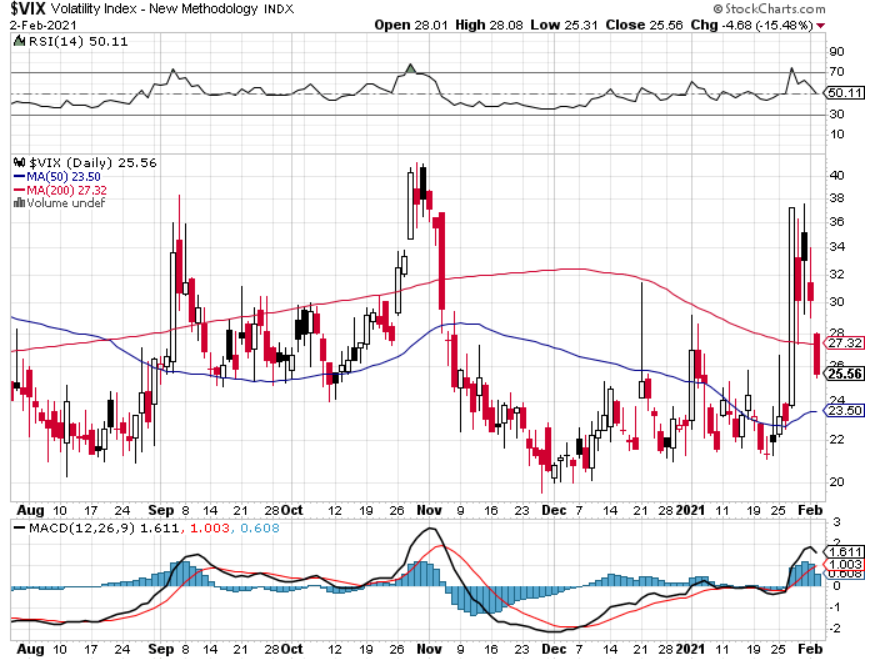 $VIX Volatility Index - New Methodology INDX
© StockCharts.com
2-Feb-2021
Open 28.01 High 28.08 Low 25.31 Close 25.56 Chg -4.68 (-15.48%)
RSI(14) 50.11
90
70
50.11
30
10
$VIX (Daily) 25.56
MA(50) 23.50
MA(200) 27.32
Volume undef
40
38
36
34
32
30
28
27.32
26
25.56
24
23.50
22
20
Aug 10 17 24 Sep 8 14 21 28 Oct 12 19 26 Nov 9 16 23 Dec 7 14 21 28 2021 11 19 25 Feb
MACD(12,26,9) 1.611, 1.003, 0.608
3
2
1.611
1.003
0.608
0
-1
-2
Aug 10 17 24 Sep 8 14 21 28 Oct 12 19 26 Nov 9 16 23 Dec 7 14 21 28 2021 11 19 25 Feb